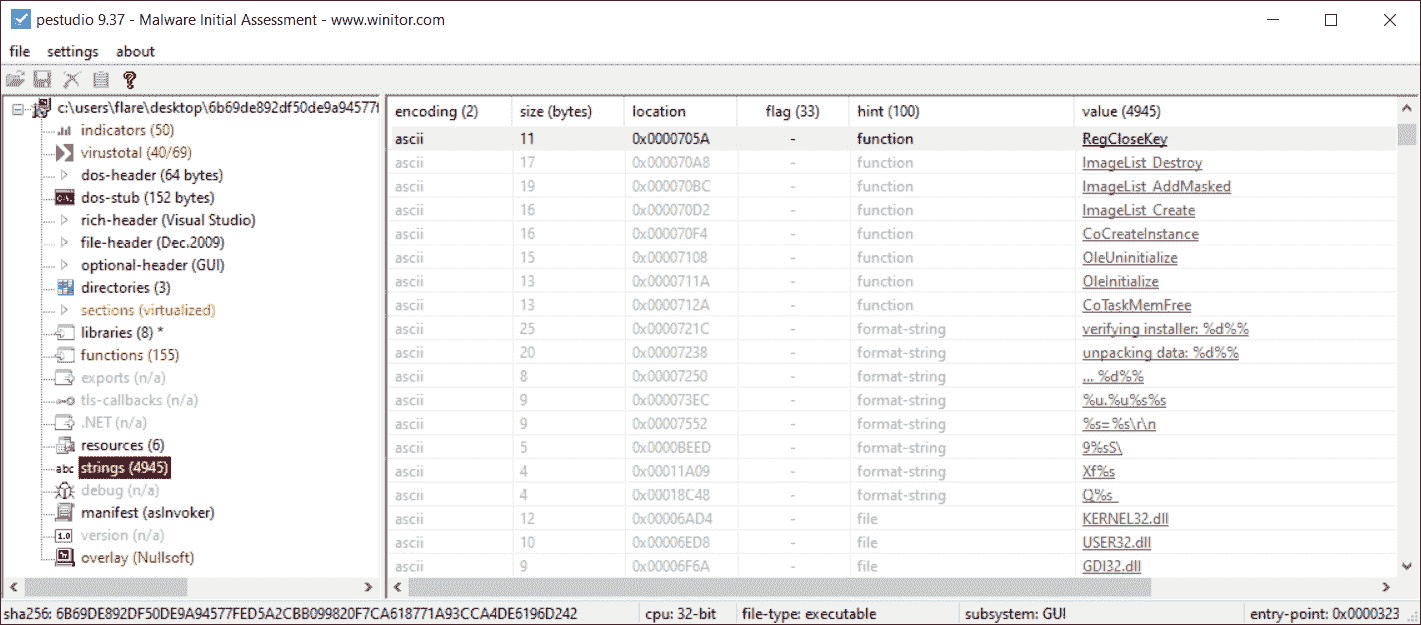 pestudio 9.37 - Malware Initial Assessment - www.winitor.com
file settings about
c:\users\flare\desktop\6b69de892df50de9a94577f
indicators (50)
virustotal (40/69)
dos-header (64 bytes)
dos-stub (152 bytes)
rich-header (Visual Studio)
file-header (Dec.2009)
optional-header (GUI)
directories (3)
sections (virtualized)
libraries (8) *
functions (155)
exports (n/a)
tls-callbacks (n/a)
.NET (n/a)
resources (6)
abc strings (4945)
debug (n/a)
manifest (asInvoker)
1.0 version (n/a)
overlay (Nullsoft)
encoding (2) size (bytes) location flag (33) hint (100) value (4945)
ascii 11 0x0000705A - function RegCloseKey
ascii 17 0x000070A8 - function ImageList_Destroy
ascii 19 0x000070BC - function ImageList_AddMasked
ascii 16 0x000070D2 - function ImageList_Create
ascii 16 0x000070F4 - function CoCreateInstance
ascii 15 0x00007108 - function OleUninitialize
ascii 13 0x0000711A - function OleInitialize
ascii 13 0x0000712A - function CoTaskMemFree
ascii 25 0x0000721C - format-string verifying installer: %d%%
ascii 20 0x00007238 - format-string unpacking data: %d%%
ascii 8 0x00007250 - format-string ... %d%%
ascii 9 0x000073EC - format-string %u.%u%s%s
ascii 9 0x00007552 - format-string %s=%s\r\n
ascii 5 0x0000BEED - format-string 9%sS\
ascii 4 0x00011A09 - format-string Xf%s
ascii 4 0x00018C48 - format-string Q%s
ascii 12 0x00006AD4 - file KERNEL32.dll
ascii 10 0x00006ED8 - file USER32.dll
ascii 9 0x00006F6A - file GDI32.dll
sha256: 6B69DE892DF50DE9A94577FED5A2CBB099820F7CA618771A93CCA4DE6196D242 cpu: 32-bit file-type: executable subsystem: GUI entry-point: 0x0000323